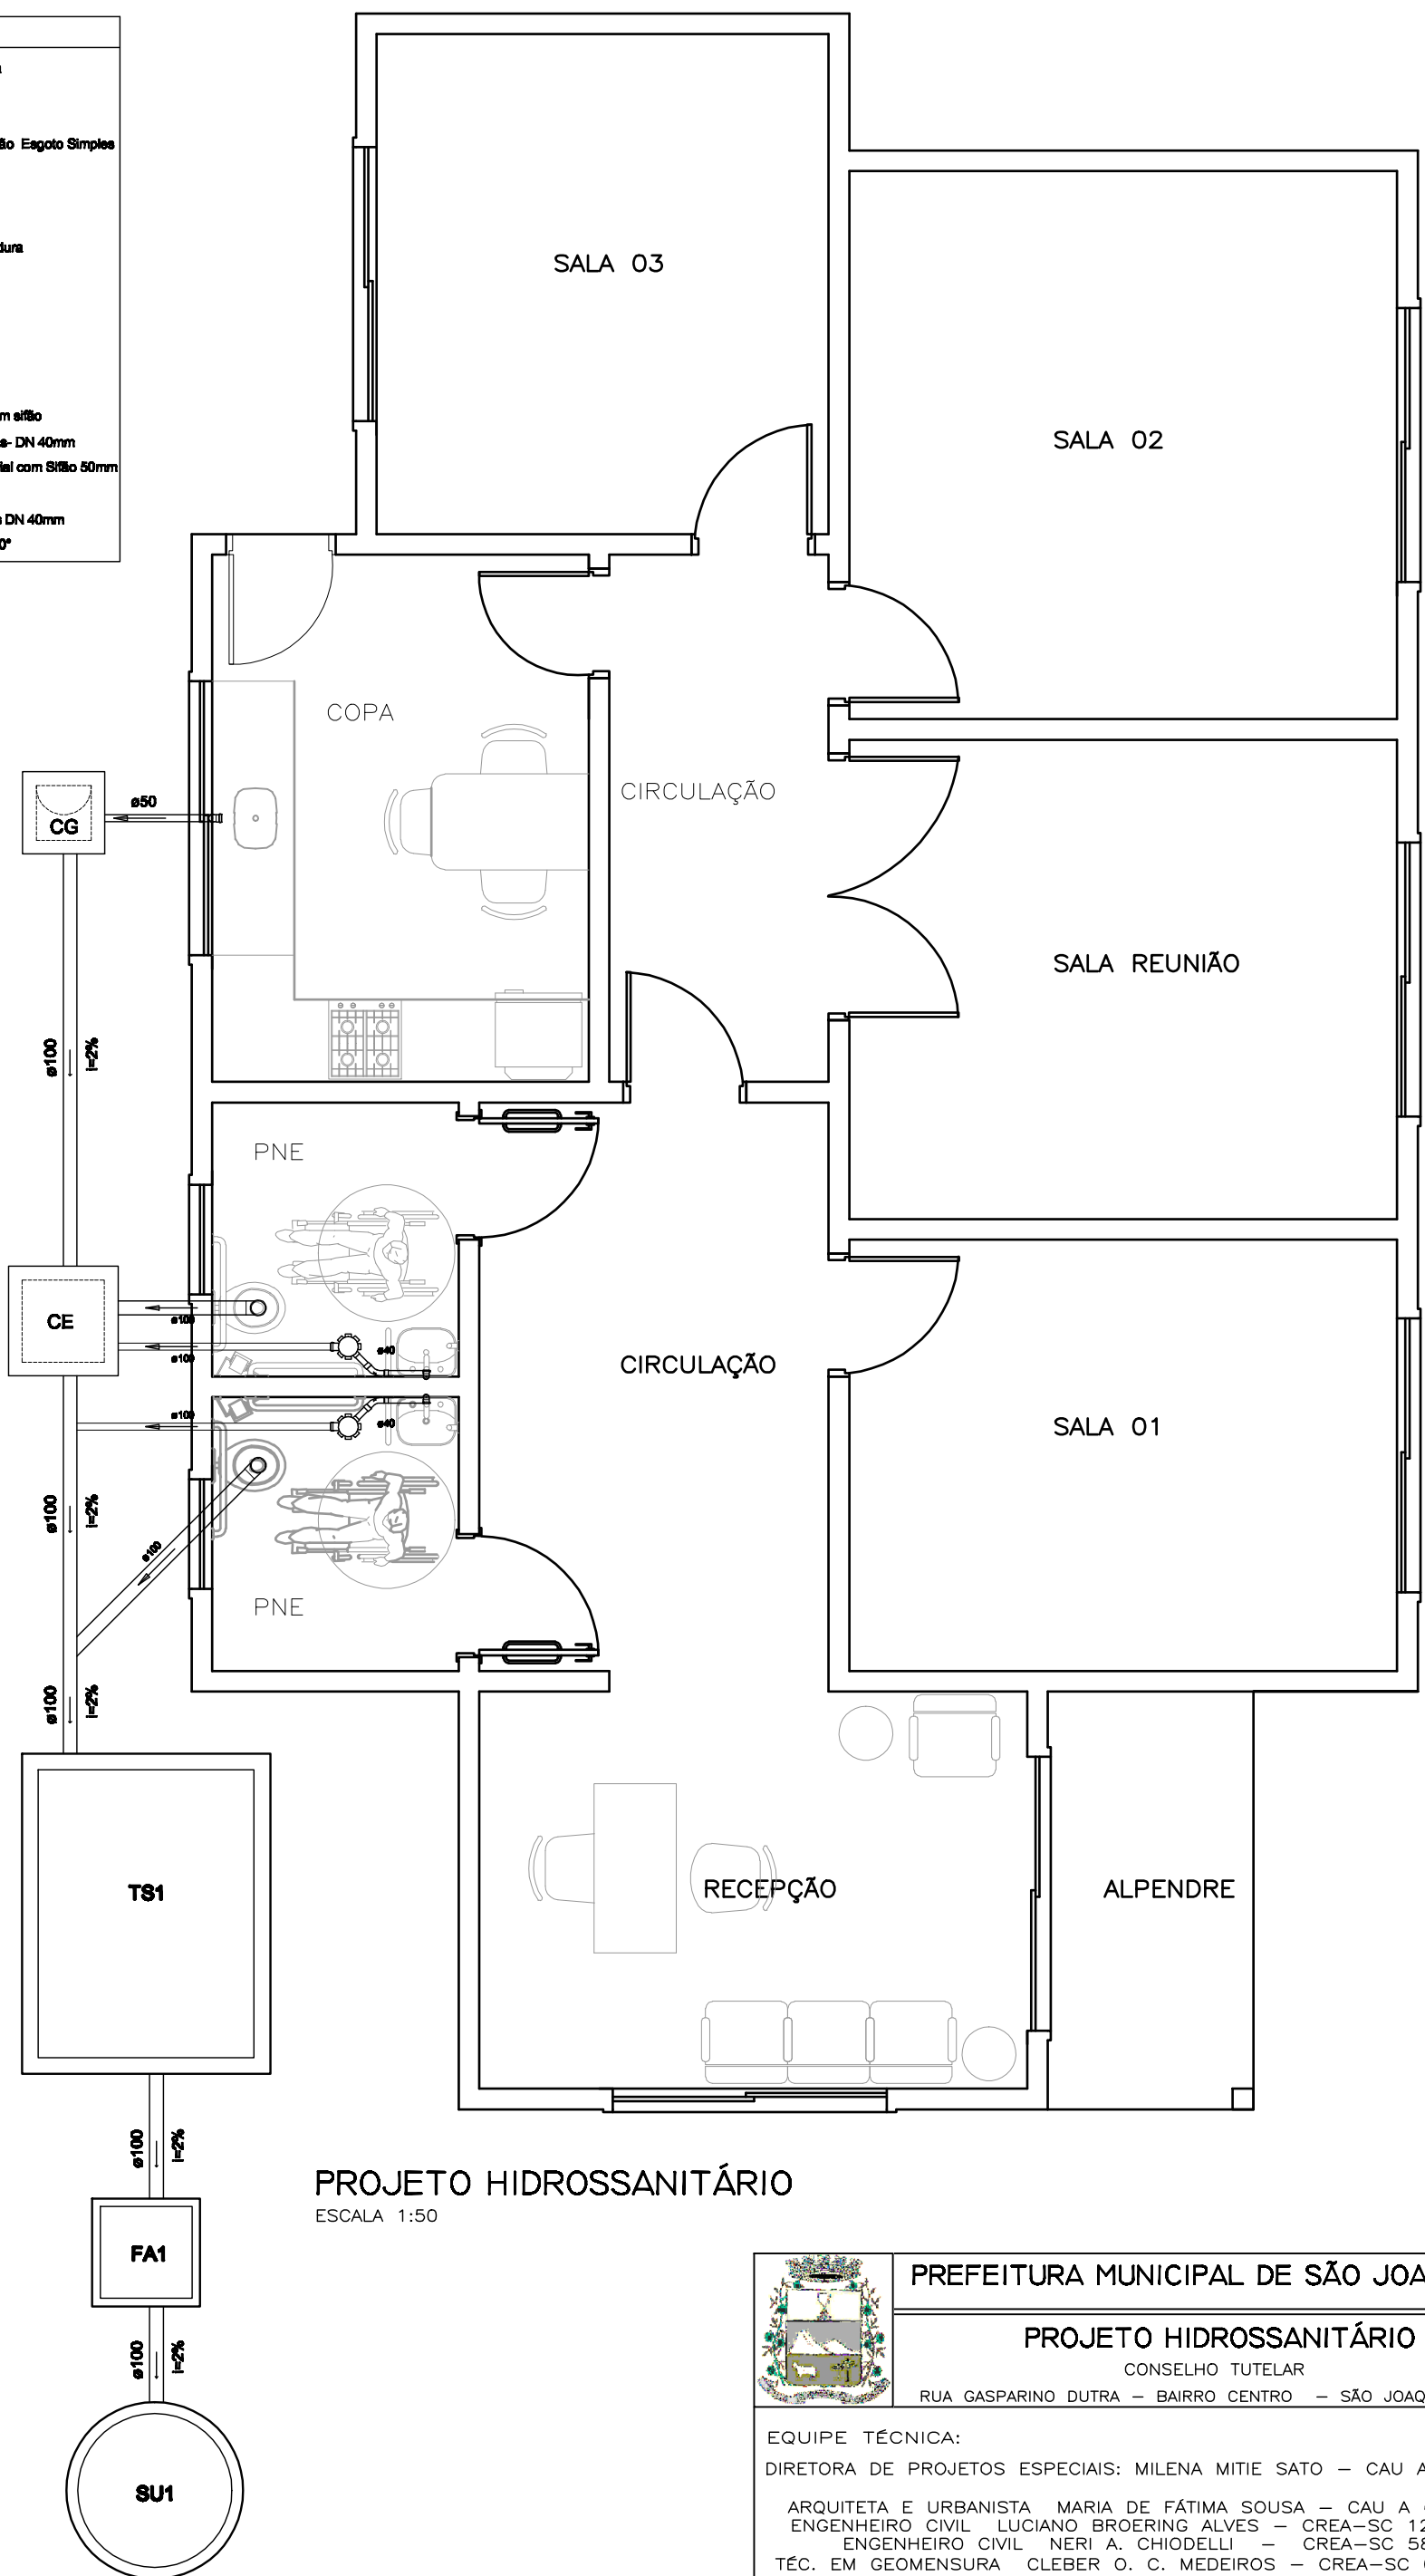 Esgoto Simples
m sifão
s- DN 40mm
ial com Sifão 50mm
DN 40mm
0°
SALA 03
SALA 02
COPA
CIRCULAÇÃO
ø50
CG
SALA REUNIÃO
ø100
i=2%
PNE
CE
ø100
ø100
ø40
CIRCULAÇÃO
ø100
ø40
SALA 01
ø100
i=2%
ø100
PNE
ø100
i=2%
TS1
RECEPÇÃO
ALPENDRE
ø100
i=2%
PROJETO HIDROSSANITÁRIO
ESCALA 1:50
FA1
ø100
i=2%
SU1
PREFEITURA MUNICIPAL DE SÃO JOA
PROJETO HIDROSSANITÁRIO
CONSELHO TUTELAR
RUA GASPARINO DUTRA – BAIRRO CENTRO – SÃO JOAQ
EQUIPE TÉCNICA:
DIRETORA DE PROJETOS ESPECIAIS: MILENA MITIE SATO – CAU A
ARQUITETA E URBANISTA MARIA DE FÁTIMA SOUSA – CAU A
ENGENHEIRO CIVIL LUCIANO BROERING ALVES – CREA–SC 12
ENGENHEIRO CIVIL NERI A. CHIODELLI – CREA–SC 58
TÉC. EM GEOMENSURA CLEBER O. C. MEDEIROS – CREA–SC